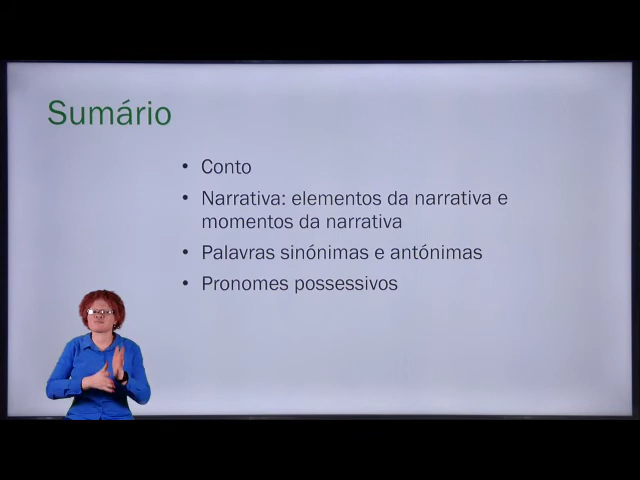 Sumário
• Conto
• Narrativa: elementos da narrativa e
momentos da narrativa
• Palavras sinónimas e antónimas
• Pronomes possessivos